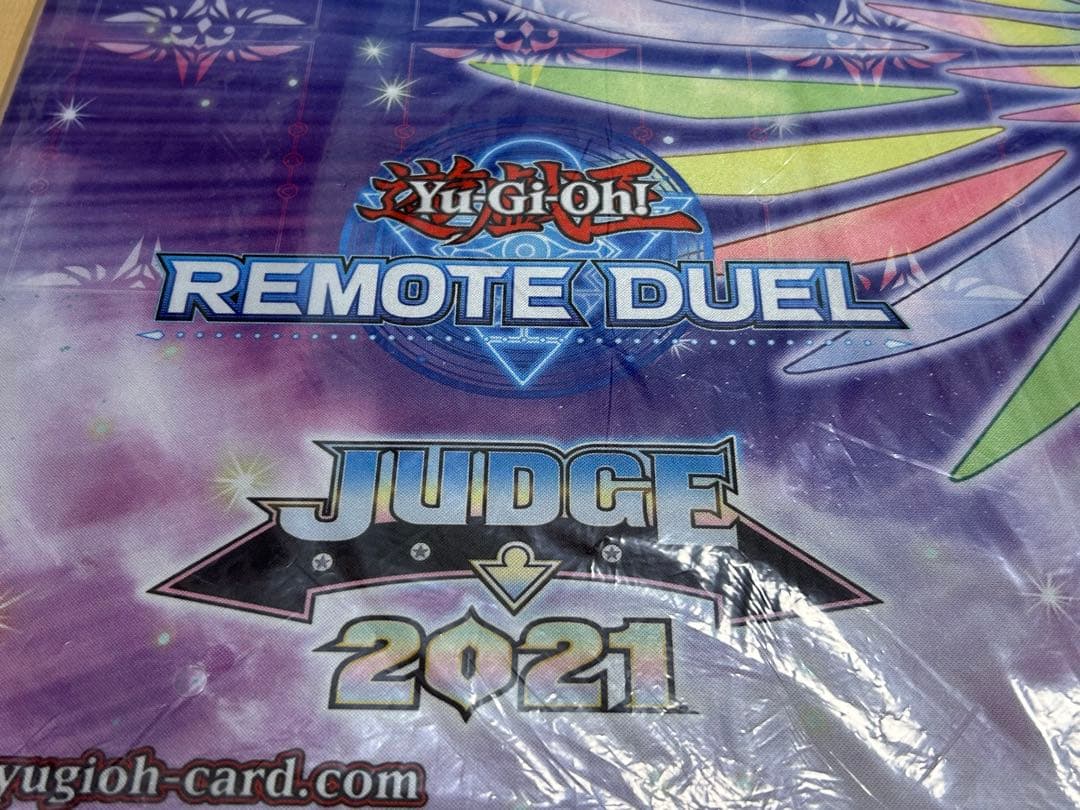 遊戯王
Yu-Gi-Oh!
REMOTE DUEL
JUDGE
2021
yugioh-card.com